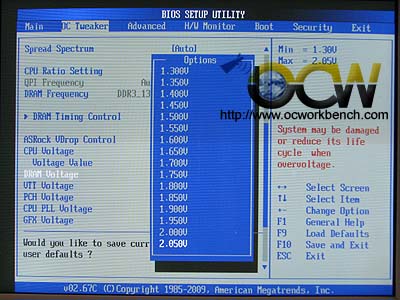 BIOS SETUP UTILITY
Main OC Tweaker Advanced H/W Monitor Boot Security Exit
Spread Spectrum [Auto]
Options
Min = 1.30V
Max = 2.05V
CPU Ratio Setting
QPI Frequency Au
DRAM Frequency DDR3_13
DRAM Timing Control
ASRock VDrop Control
CPU Voltage
Voltage Value
DRAM Voltage
VTT Voltage
PCH Voltage
CPU PLL Voltage
GFX Voltage
Would you like to save curr
user defaults ?
1.300V
1.350V
1.400V
1.450V
1.500V
1.550V
1.600V
1.650V
1.700V
1.750V
1.800V
1.850V
1.900V
1.950V
2.000V
2.050V
OCW
http://www.ocworkbench.com
System may be damaged
or reduce its life
cycle when
overvoltage.
↔ Select Screen
↑↓ Select Item
+- Change Option
F1 General Help
F9 Load Defaults
F10 Save and Exit
ESC Exit
v02.67C (C)Copyright 1985-2009, American Megatrends, Inc.